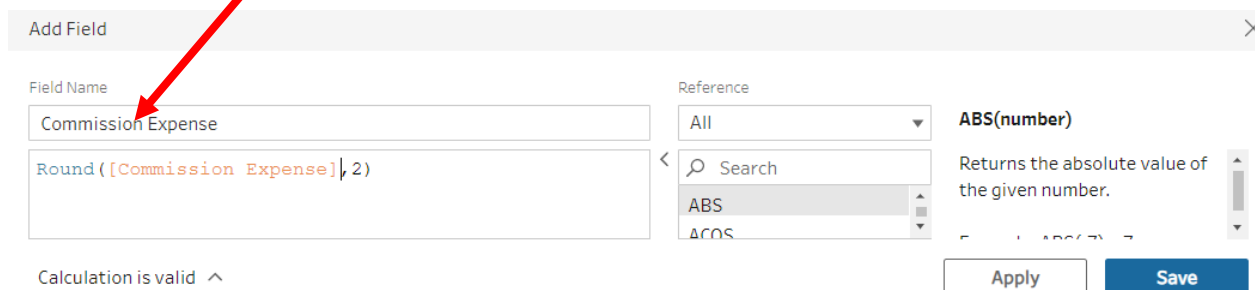 Add Field
Field Name
Commission Expense
Round([Commission Expense],2)
Calculation is valid
Reference
All
Search
ABS
ACOS
ABS(number)
Returns the absolute value of
the given number.
Apply
Save